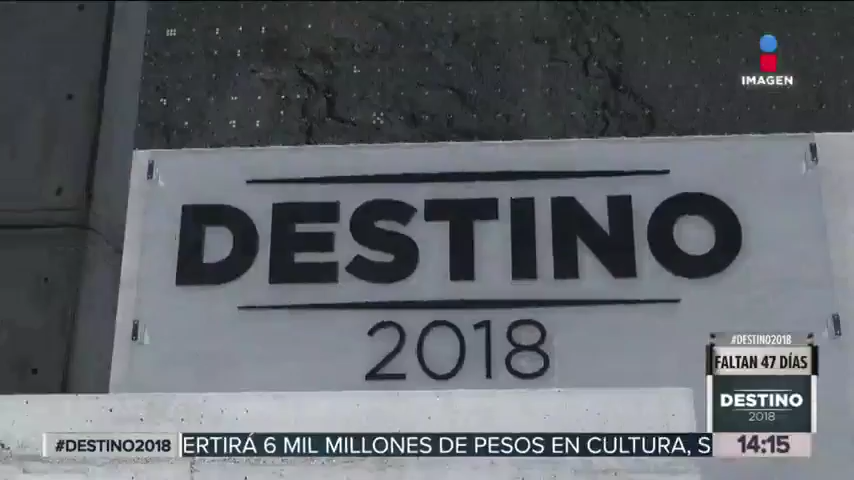 IMAGEN
DESTINO
2018
#DESTINO2018
FALTAN 47 DÍAS
DESTINO
2018
#DESTINO2018
ERTIRÁ 6 MIL MILLONES DE PESOS EN CULTURA, S
14:15